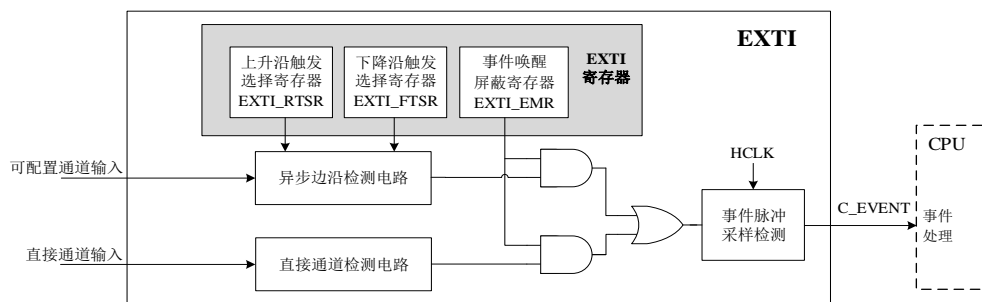 EXTI
上升沿触发
选择寄存器
EXTI_RTSR
下降沿触发
选择寄存器
EXTI_FTSR
事件唤醒
屏蔽寄存器
EXTI_EMR
EXTI
寄存器
CPU
可配置通道输入
异步边沿检测电路
HCLK
事件脉冲
采样检测
C_EVENT
事件
处理
直接通道输入
直接通道检测电路